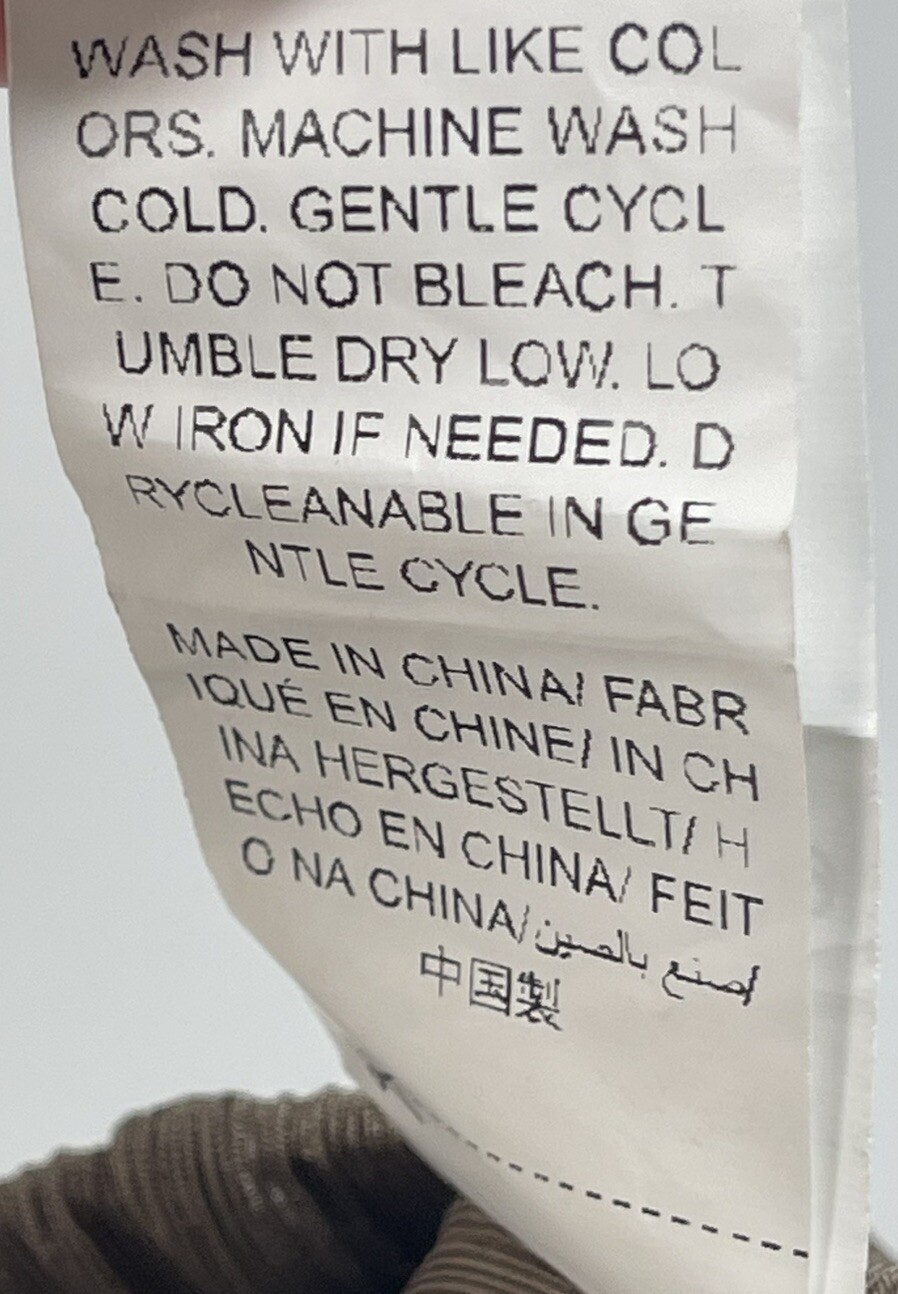 WASH WITH LIKE COL
ORS. MACHINE WASH
COLD. GENTLE CYCL
E. DO NOT BLEACH. T
UMBLE DRY LOW. LO
W IRON IF NEEDED. D
RYCLEANABLE IN GE
NTLE CYCLE.
MADE IN CHINA/ FABR
IQUÉ EN CHINE/ IN CH
INA HERGESTELLT/ H
ECHO EN CHINA/ FEIT
O NA CHINA/اصنع بالصين
中国製